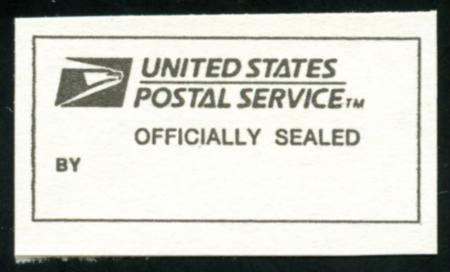 UNITED STATES
POSTAL SERVICE™
OFFICIALLY SEALED
BY